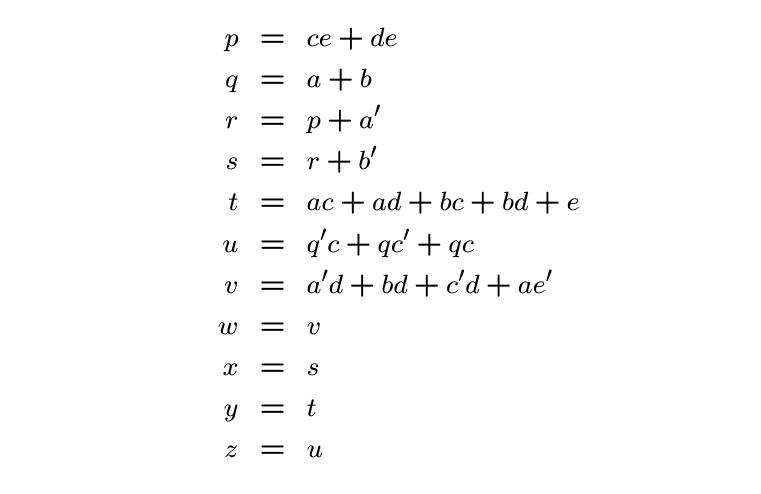 p = ce + de
q = a + b
r = p + a′
s = r + b′
t = ac + ad + bc + bd + e
u = q′c + qc′ + qc
v = a′d + bd + c′d + ae′
w = v
x = s
y = t
z = u